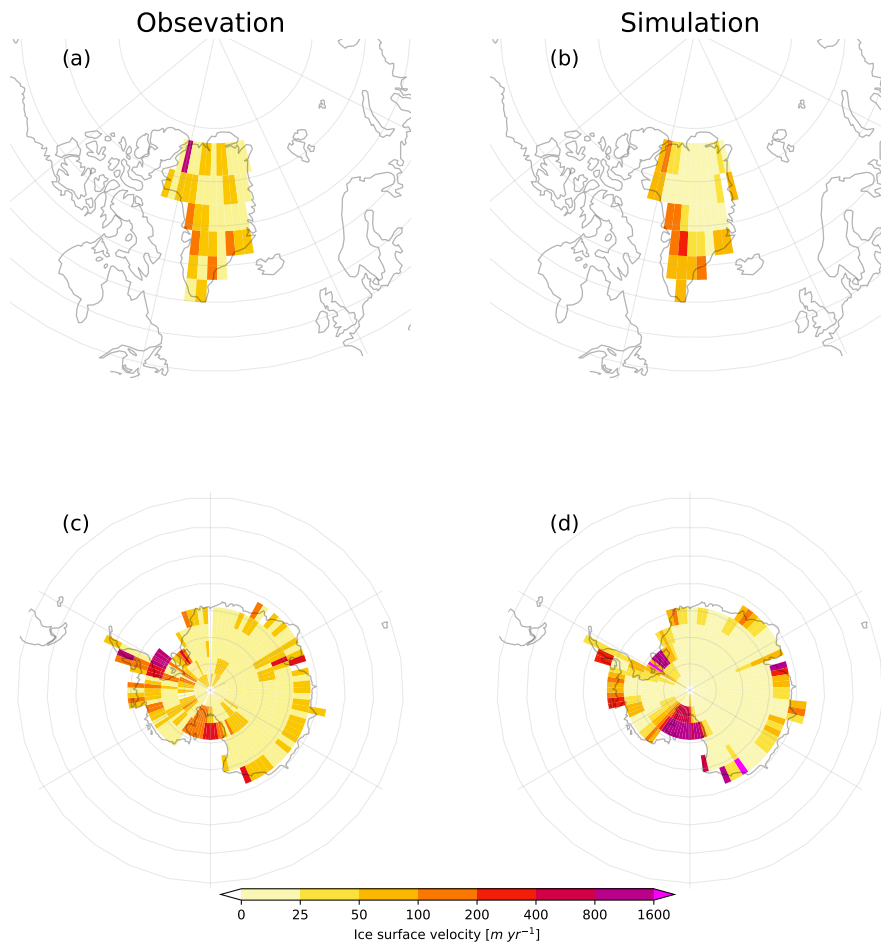 Obsevation
Simulation
(a)
(b)
(c)
(d)
0 25 50 100 200 400 800 1600
Ice surface velocity [m yr⁻¹]